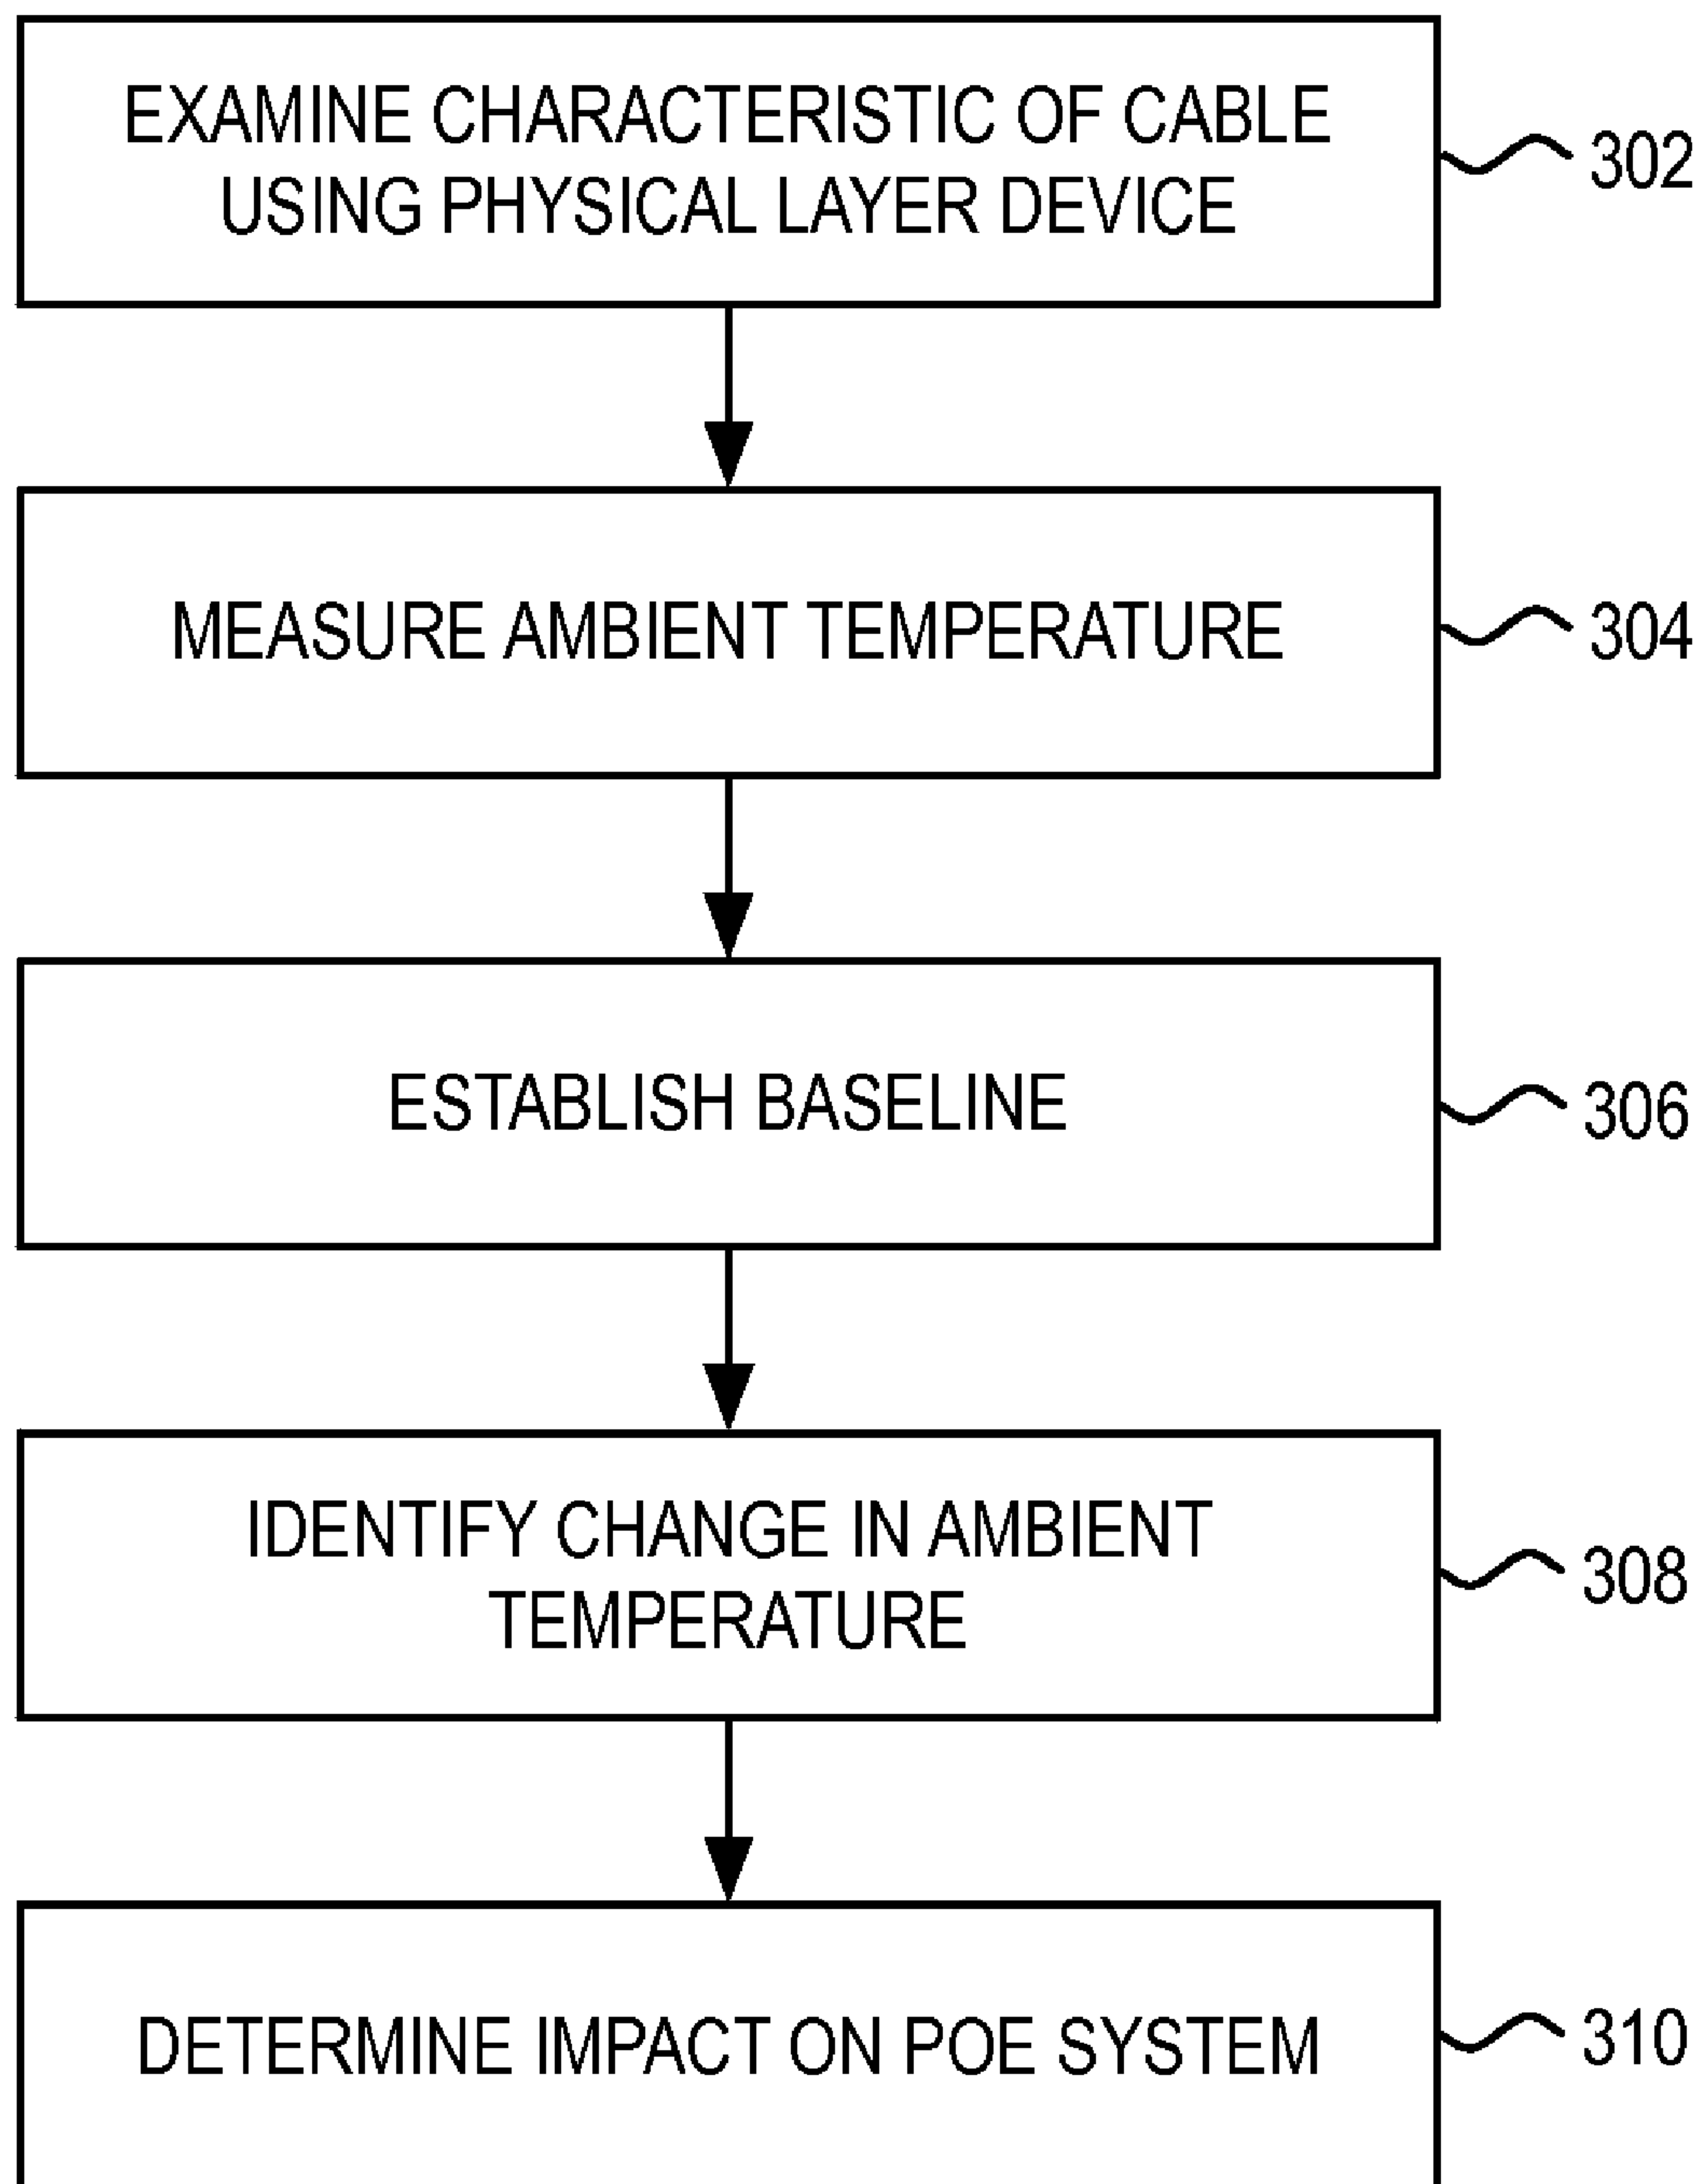 EXAMINE CHARACTERISTIC OF CABLE
USING PHYSICAL LAYER DEVICE
302
MEASURE AMBIENT TEMPERATURE
304
ESTABLISH BASELINE
306
IDENTIFY CHANGE IN AMBIENT
TEMPERATURE
308
DETERMINE IMPACT ON POE SYSTEM
310